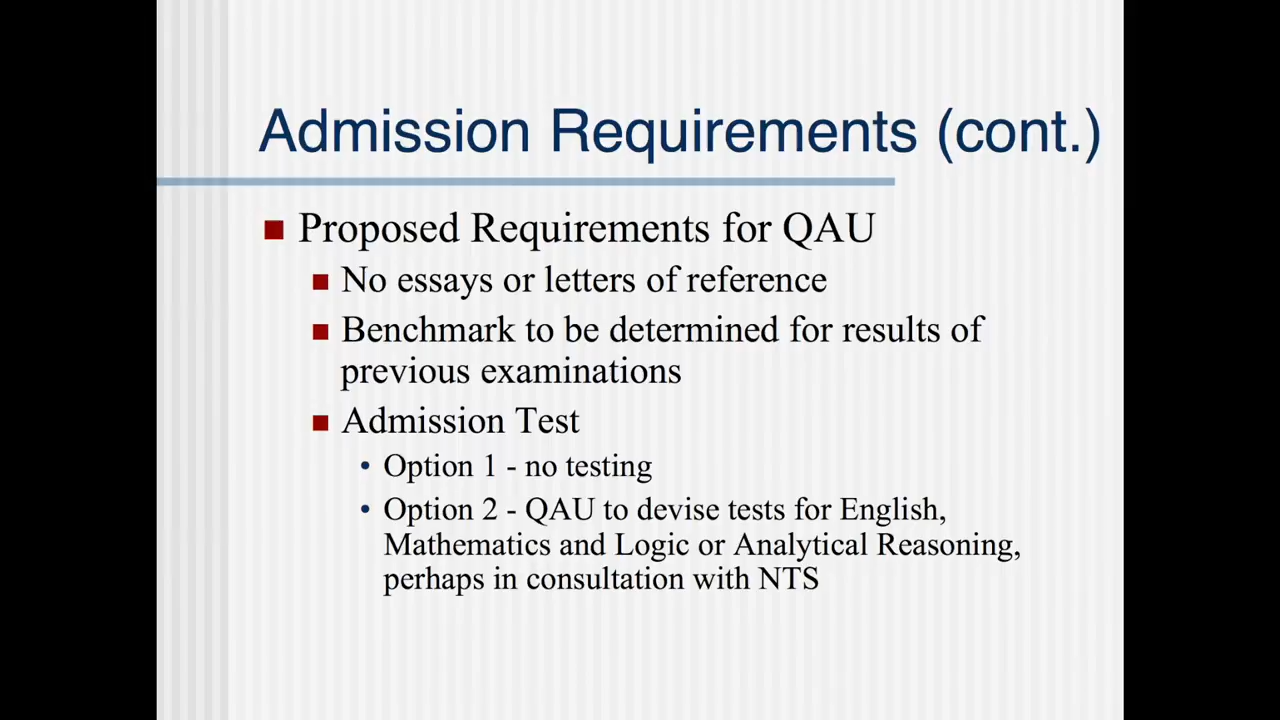 Admission Requirements (cont.)
Proposed Requirements for QAU
No essays or letters of reference
Benchmark to be determined for results of
previous examinations
Admission Test
Option 1 - no testing
Option 2 - QAU to devise tests for English,
Mathematics and Logic or Analytical Reasoning,
perhaps in consultation with NTS